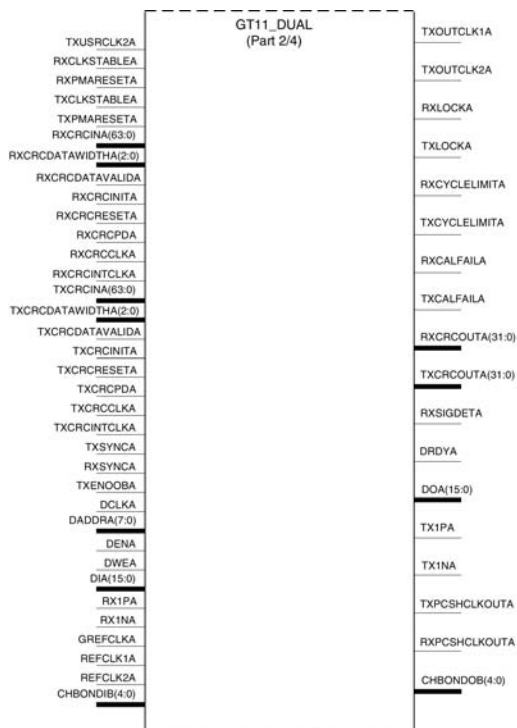 GT11_DUAL
(Part 2/4)
TXUSRCLK2A
RXCLKSTABLEA
RXPMARESETA
TXCLKSTABLEA
TXPMARESETA
RXCRCINA(63:0)
RXCRCDATAWIDTHA(2:0)
RXCRCDATAVALIDA
RXCRCINITA
RXCRCRESETA
RXCRCPDA
RXCRCCLKA
RXCRCINTCLKA
TXCRCINA(63:0)
TXCRCDATAWIDTHA(2:0)
TXCRCDATAVALIDA
TXCRCINITA
TXCRCRESETA
TXCRCPDA
TXCRCCLKA
TXCRCINTCLKA
TXSYNCA
RXSYNCA
TXENOOBA
DCLKA
DADDRA(7:0)
DENA
DWEA
DIA(15:0)
RX1PA
RX1NA
GREFCLKA
REFCLK1A
REFCLK2A
CHBONDIB(4:0)
TXOUTCLK1A
TXOUTCLK2A
RXLOCKA
TXLOCKA
RXCYCLELIMITA
TXCYCLELIMITA
RXCALFAILA
TXCALFAILA
RXCRCOUTA(31:0)
TXCRCOUTA(31:0)
RXSIGDETA
DRDYA
DOA(15:0)
TX1PA
TX1NA
TXPCSHCLKOUTA
RXPCSHCLKOUTA
CHBONDOB(4:0)